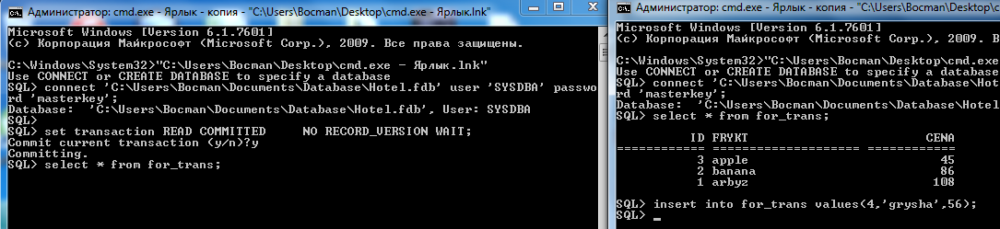 Администратор: cmd.exe - Ярлык - копия - "C:\Users\Bocman\Desktop\cmd.exe - Ярлык.lnk"
Microsoft Windows [Version 6.1.7601]
(c) Корпорация Майкрософт (Microsoft Corp.), 2009. Все права защищены.
C:\Windows\System32>"C:\Users\Bocman\Desktop\cmd.exe - Ярлык.lnk"
Use CONNECT or CREATE DATABASE to specify a database
SQL> connect 'C:\Users\Bocman\Documents\Database\Hotel.fdb' user 'SYSDBA' passwo
rd 'masterkey';
Database:  'C:\Users\Bocman\Documents\Database\Hotel.fdb', User: SYSDBA
SQL>
SQL> set transaction READ COMMITTED     NO RECORD_VERSION WAIT;
Commit current transaction (y/n)?y
Committing.
SQL> select * from for_trans;
Администратор: cmd.exe - Ярлык - копия - "C:\Users\Bocman\Desktop\c
Microsoft Windows [Version 6.1.7601]
(c) Корпорация Майкрософт (Microsoft Corp.), 2009. В
C:\Windows\System32>"C:\Users\Bocman\Desktop\cmd.exe
Use CONNECT or CREATE DATABASE to specify a database
SQL> connect 'C:\Users\Bocman\Documents\Database\Hot
rd 'masterkey';
Database:  'C:\Users\Bocman\Documents\Database\Hotel
SQL> select * from for_trans;
ID FRYKT CENA
============ ==================== ============
3 apple 45
2 banana 86
1 arbyz 108
SQL> insert into for_trans values(4,'grysha',56);
SQL> _